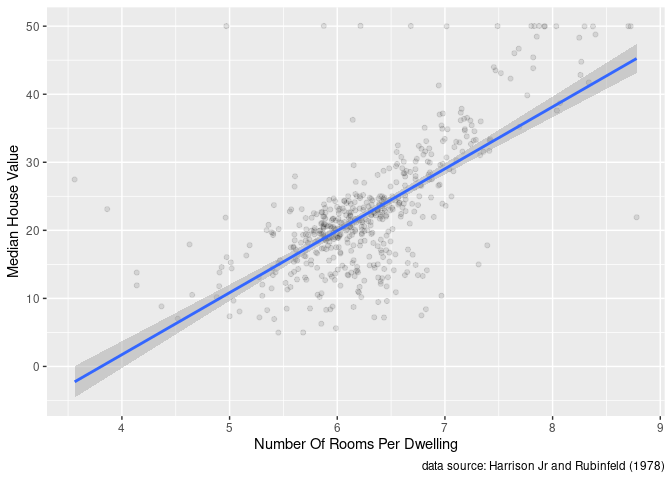 50
40
30
20
10
0
Median House Value
4 5 6 7 8 9
Number Of Rooms Per Dwelling
data source: Harrison Jr and Rubinfeld (1978)